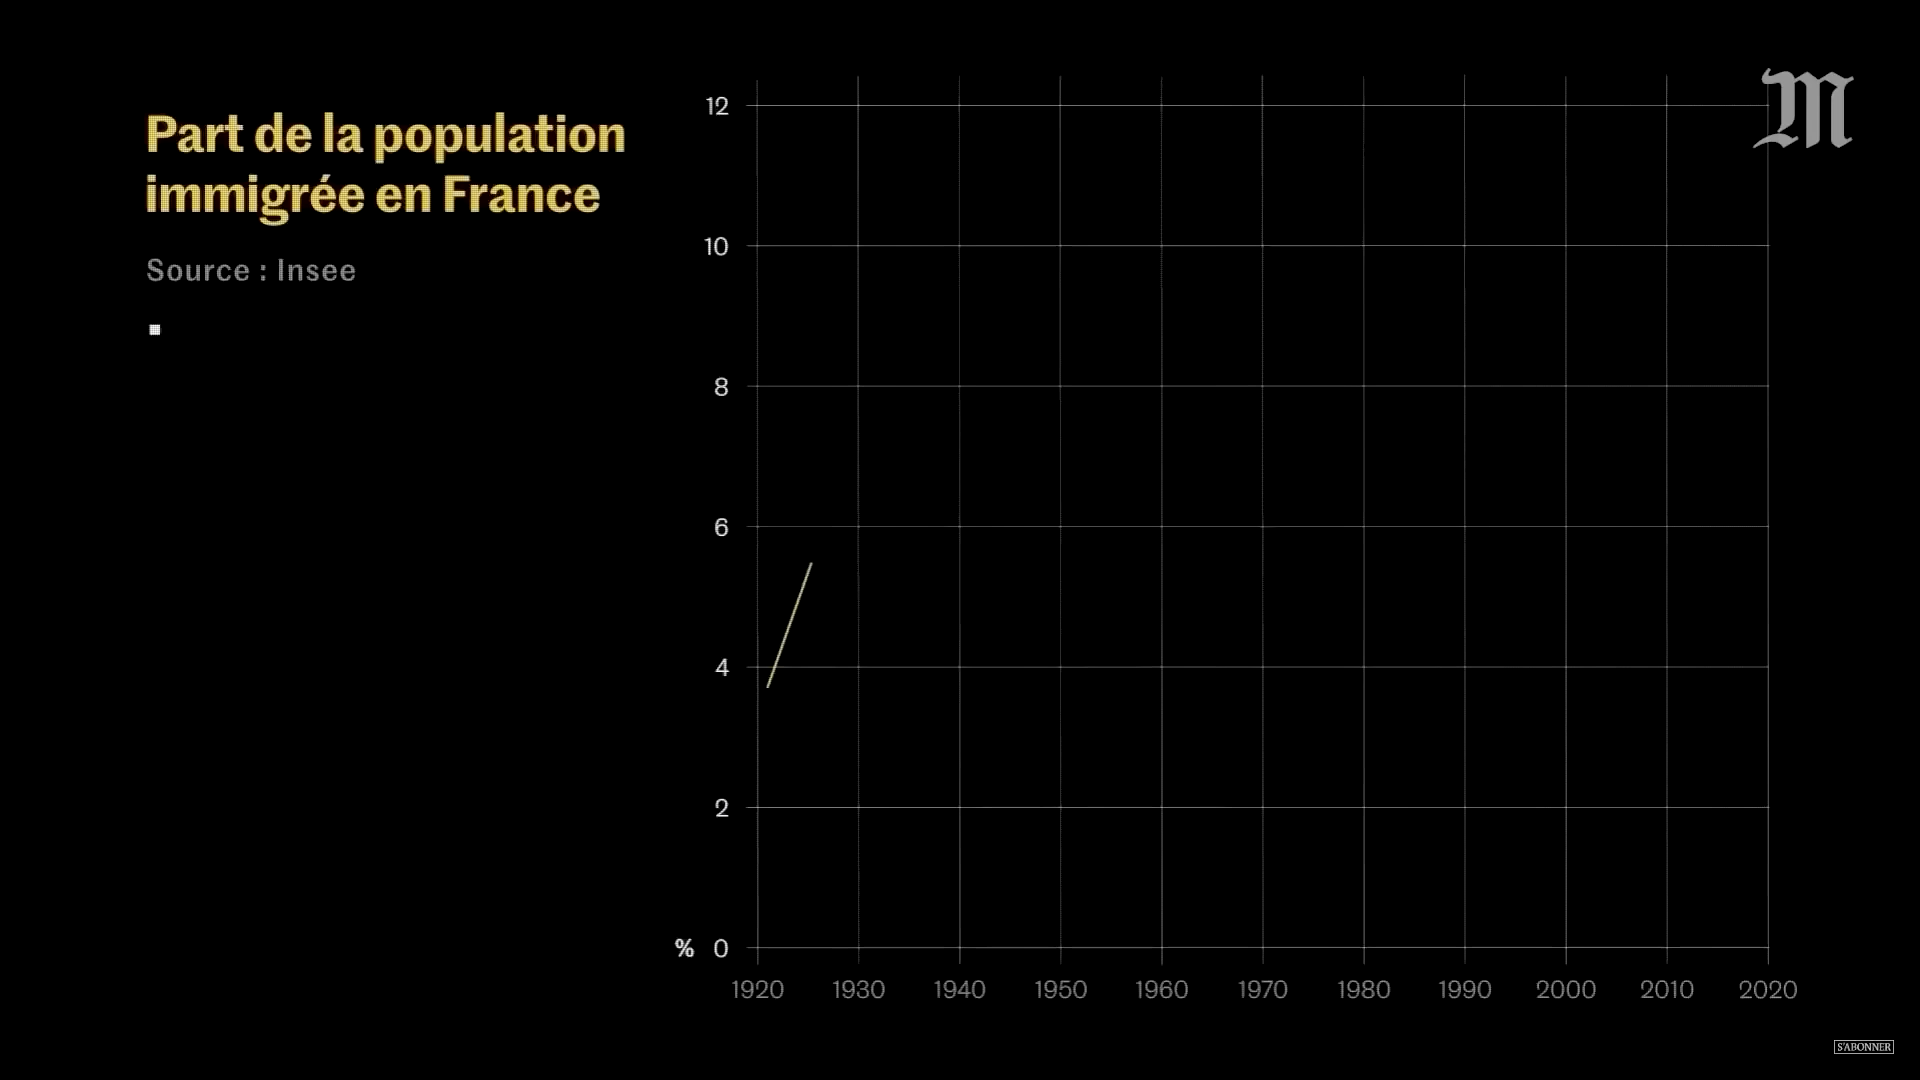 Part de la population
immigrée en France
Source : Insee
12
10
8
6
4
2
% 0
1920 1930 1940 1950 1960 1970 1980 1990 2000 2010 2020
M
S'ABONNER